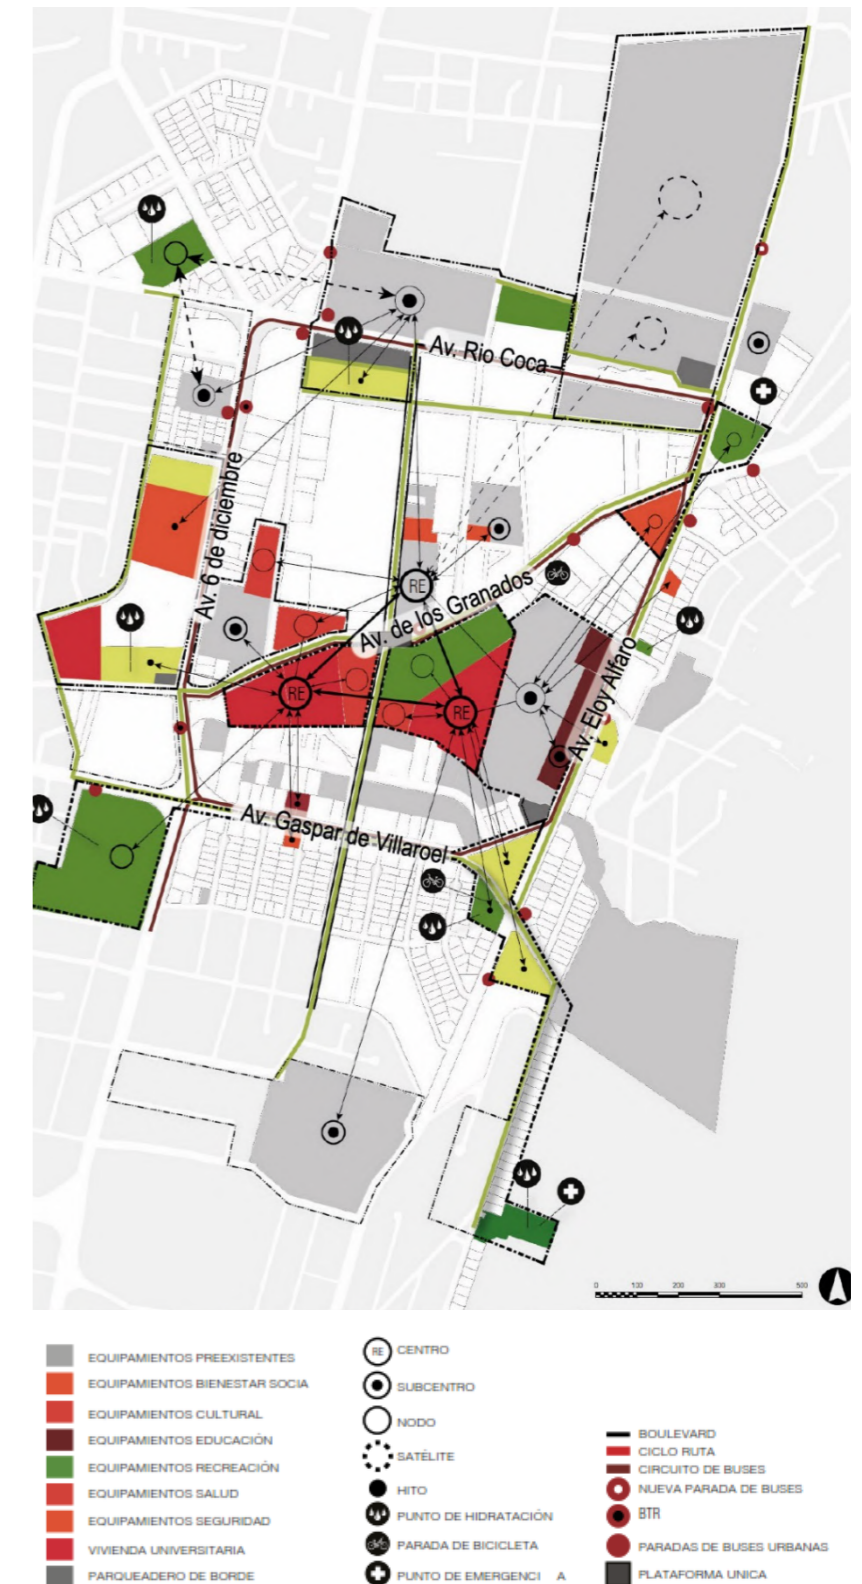 Av. Rio Coca
Av. 6 de diciembre
RE
Av. de los Granados
RE
RE
Av. Eloy Alfaro
Av. Gaspar de Villaroel
0 130 200 300 500
EQUIPAMIENTOS PREEXISTENTES
EQUIPAMIENTOS BIENESTAR SOCIA
EQUIPAMIENTOS CULTURAL
EQUIPAMIENTOS EDUCACIÓN
EQUIPAMIENTOS RECREACIÓN
EQUIPAMIENTOS SALUD
EQUIPAMIENTOS SEGURIDAD
VIVIENDA UNIVERSITARIA
PARQUEADERO DE BORDE
RE CENTRO
SUBCENTRO
NODO
SATÉLITE
HITO
PUNTO DE HIDRATACIÓN
PARADA DE BICICLETA
PUNTO DE EMERGENCI A
BOULEVARD
CICLO RUTA
CIRCUITO DE BUSES
NUEVA PARADA DE BUSES
BTR
PARADAS DE BUSES URBANAS
PLATAFORMA UNICA